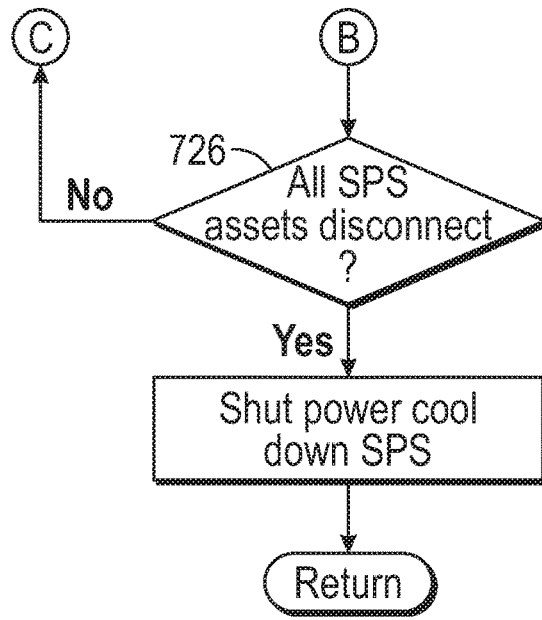 C
B
726
All SPS
assets disconnect
?
No
Yes
Shut power cool
down SPS
Return